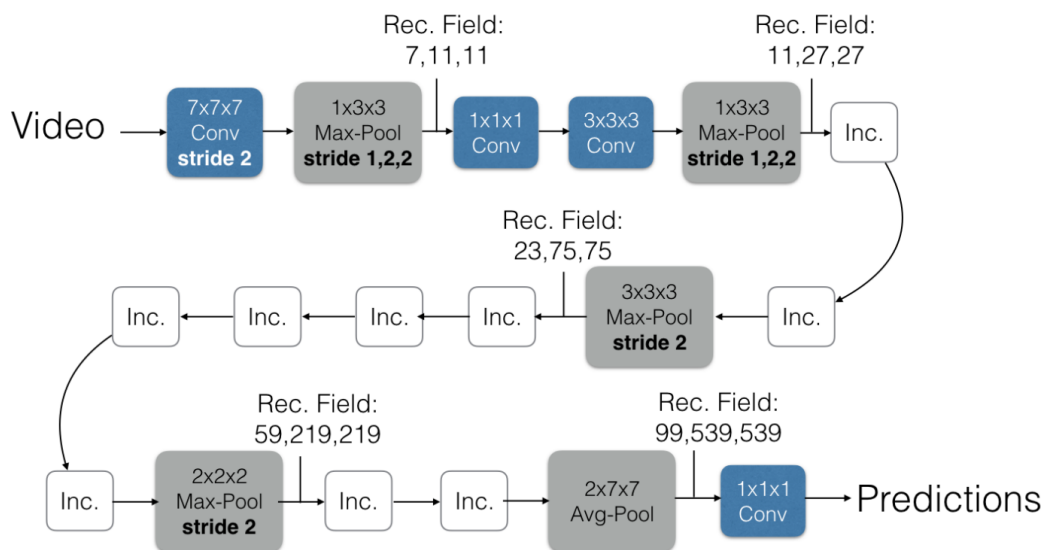 Rec. Field:
7,11,11
Rec. Field:
11,27,27
Video
7x7x7
Conv
stride 2
1x3x3
Max-Pool
stride 1,2,2
1x1x1
Conv
3x3x3
Conv
1x3x3
Max-Pool
stride 1,2,2
Inc.
Rec. Field:
23,75,75
Inc.
Inc.
Inc.
Inc.
3x3x3
Max-Pool
stride 2
Inc.
Rec. Field:
59,219,219
Rec. Field:
99,539,539
Inc.
2x2x2
Max-Pool
stride 2
Inc.
Inc.
2x7x7
Avg-Pool
1x1x1
Conv
Predictions